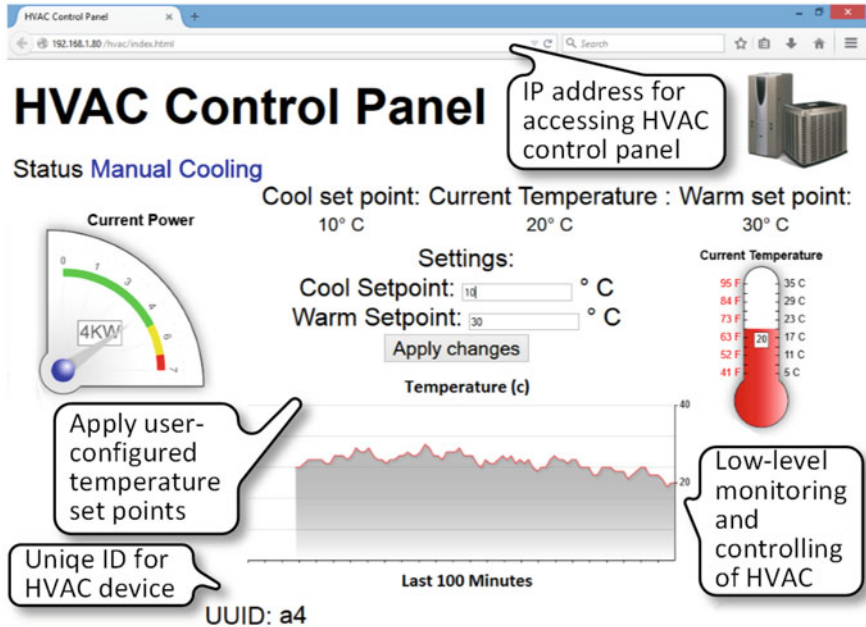 HVAC Control Panel
192.168.1.80/hvac/index.html
Search
HVAC Control Panel
IP address for
accessing HVAC
control panel
Status Manual Cooling
Cool set point: Current Temperature : Warm set point:
10° C 20° C 30° C
Current Power
0 1 3 4 6 7
4KW
Settings:
Cool Setpoint: 10 ° C
Warm Setpoint: 30 ° C
Apply changes
Current Temperature
95 F 35 C
84 F 29 C
73 F 23 C
63 F 20 17 C
52 F 11 C
41 F 5 C
Temperature (c)
40
20
Apply user-
configured
temperature
set points
Low-level
monitoring
and
controlling
of HVAC
Uniqe ID for
HVAC device
Last 100 Minutes
UUID: a4